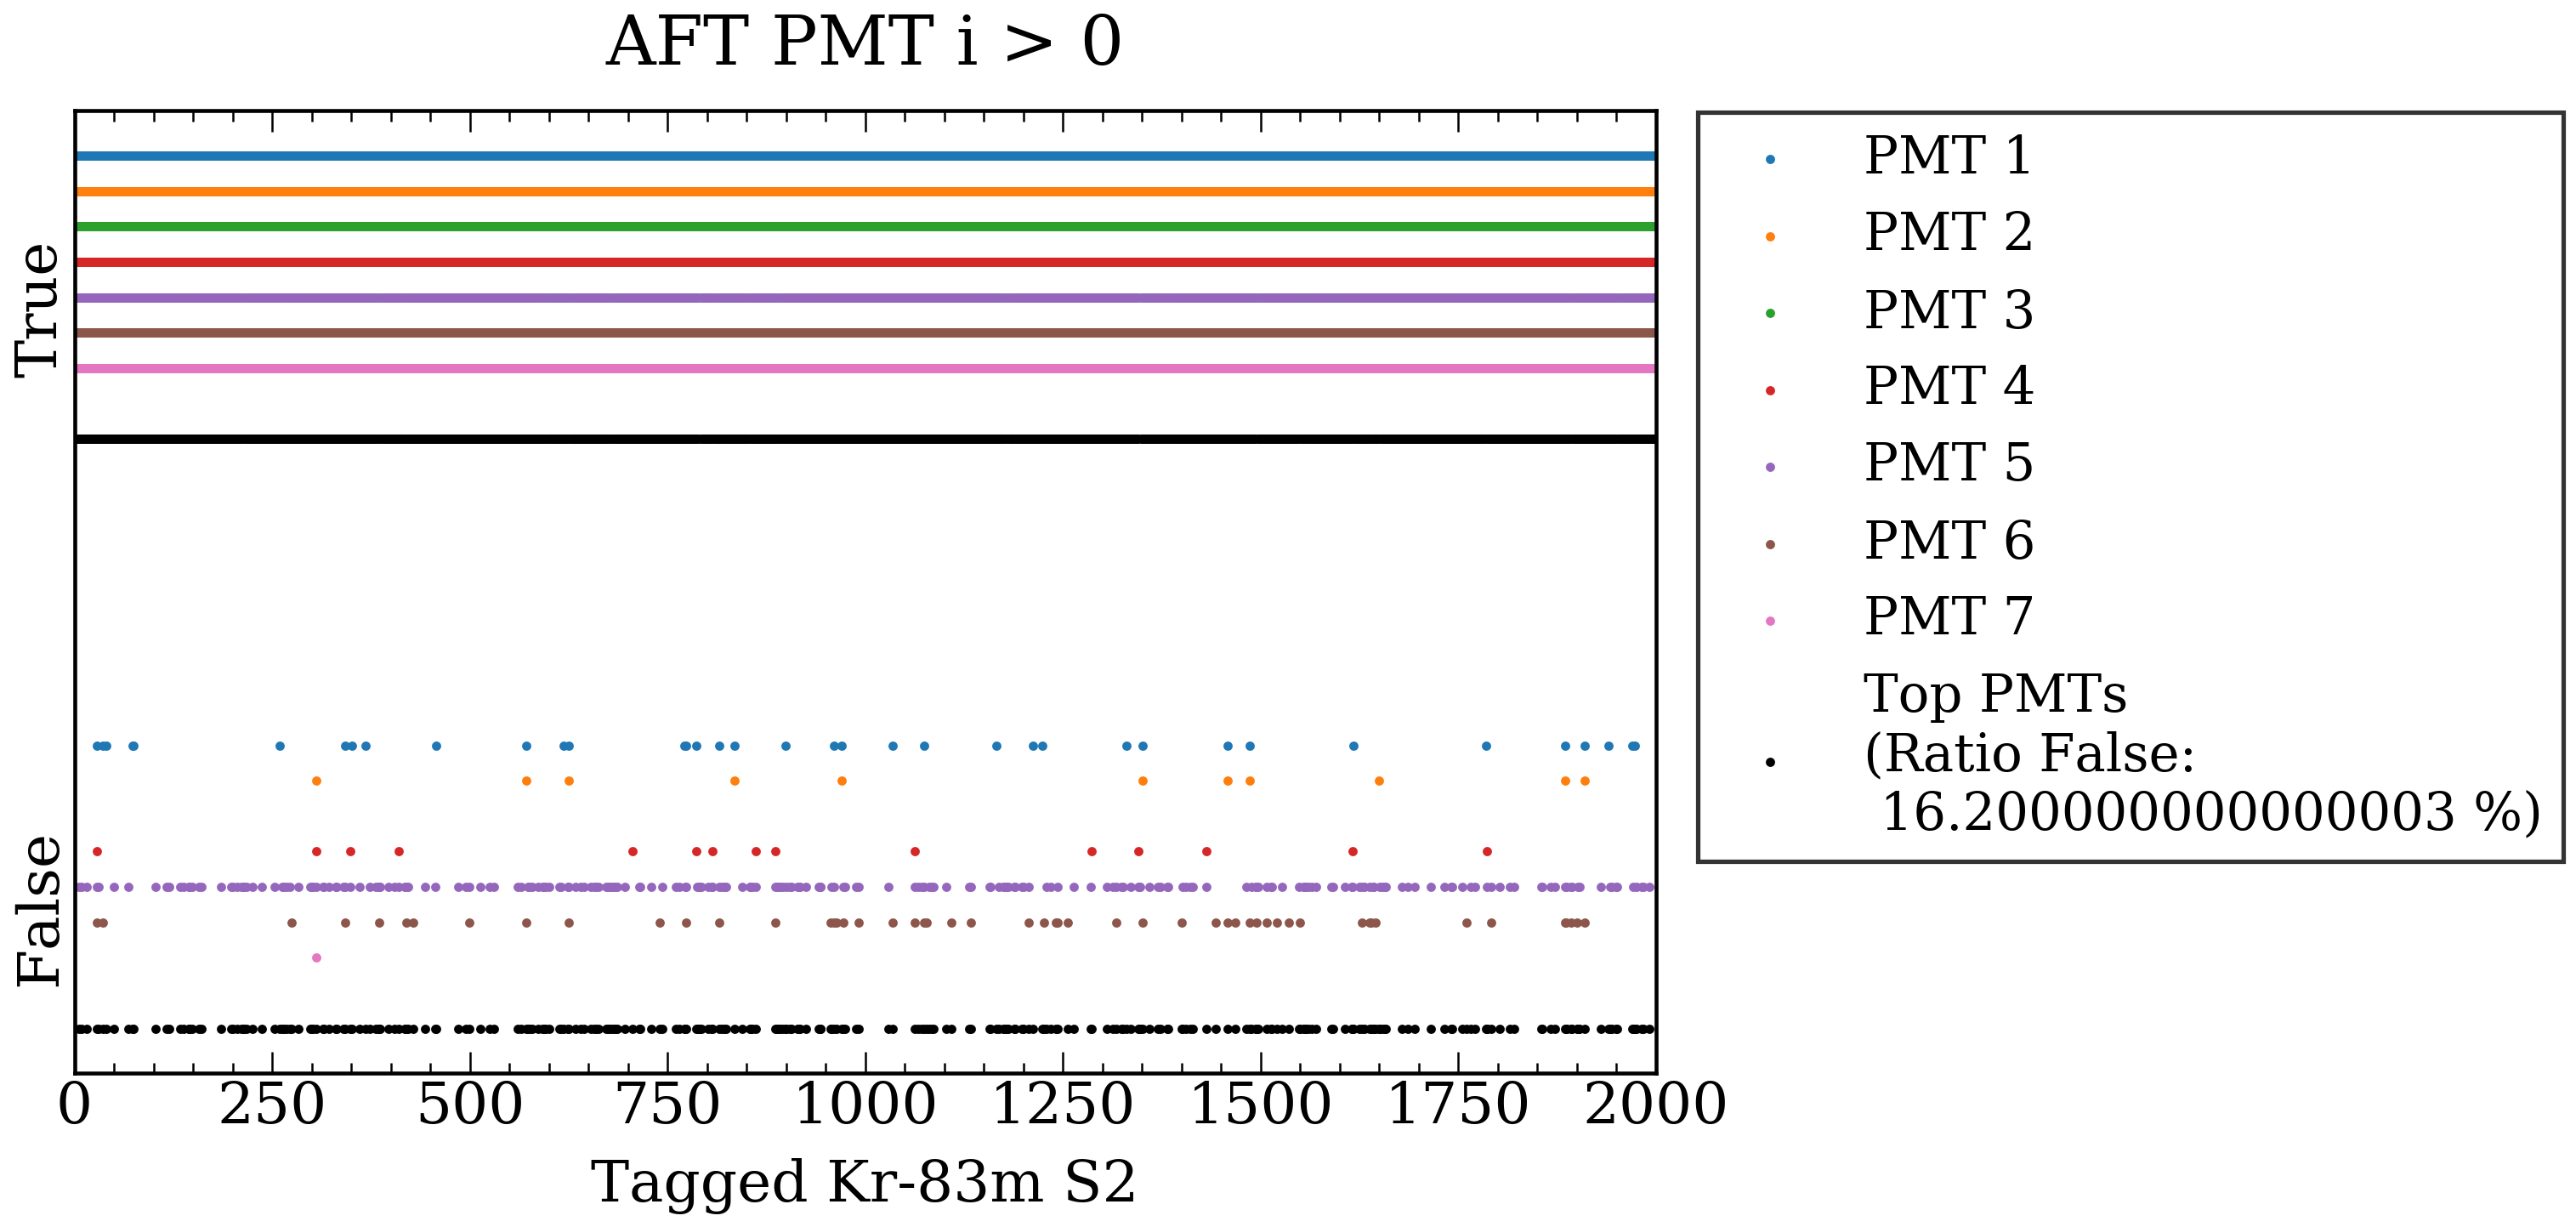 AFT PMT i > 0
True
False
0 250 500 750 1000 1250 1500 1750 2000
Tagged Kr-83m S2
PMT 1
PMT 2
PMT 3
PMT 4
PMT 5
PMT 6
PMT 7
Top PMTs
(Ratio False:
16.200000000000003 %)